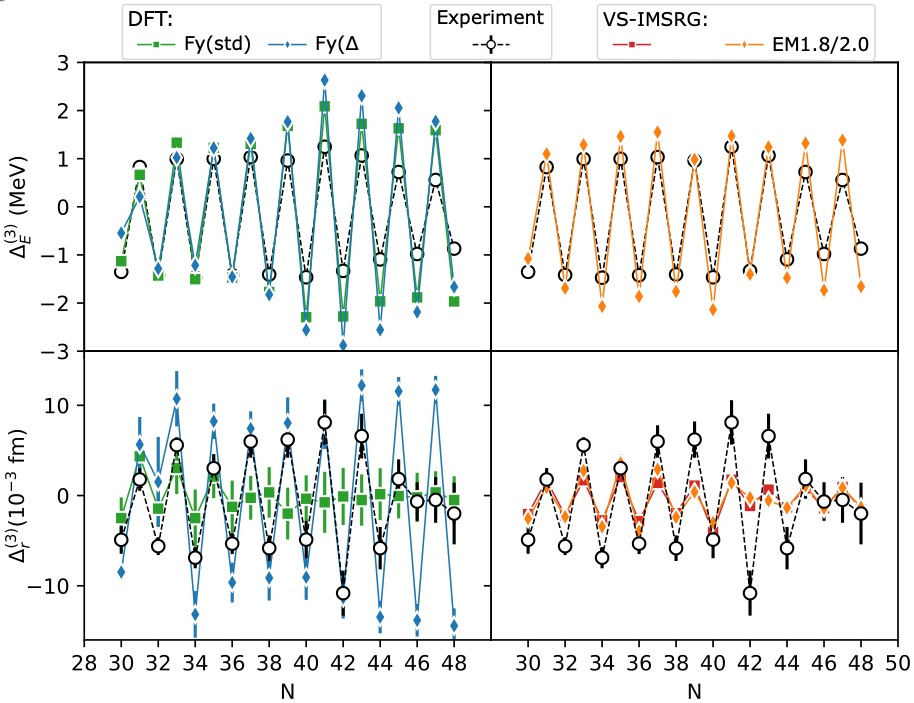 DFT: Experiment VS-IMSRG:
Fy(std) Fy(Δ EM1.8/2.0
3
2
1
0
−1
−2
−3
Δ_E^(3) (MeV)
10
0
−10
Δ_r^(3)(10^−3 fm)
28 30 32 34 36 38 40 42 44 46 48 30 32 34 36 38 40 42 44 46 48 50
N N